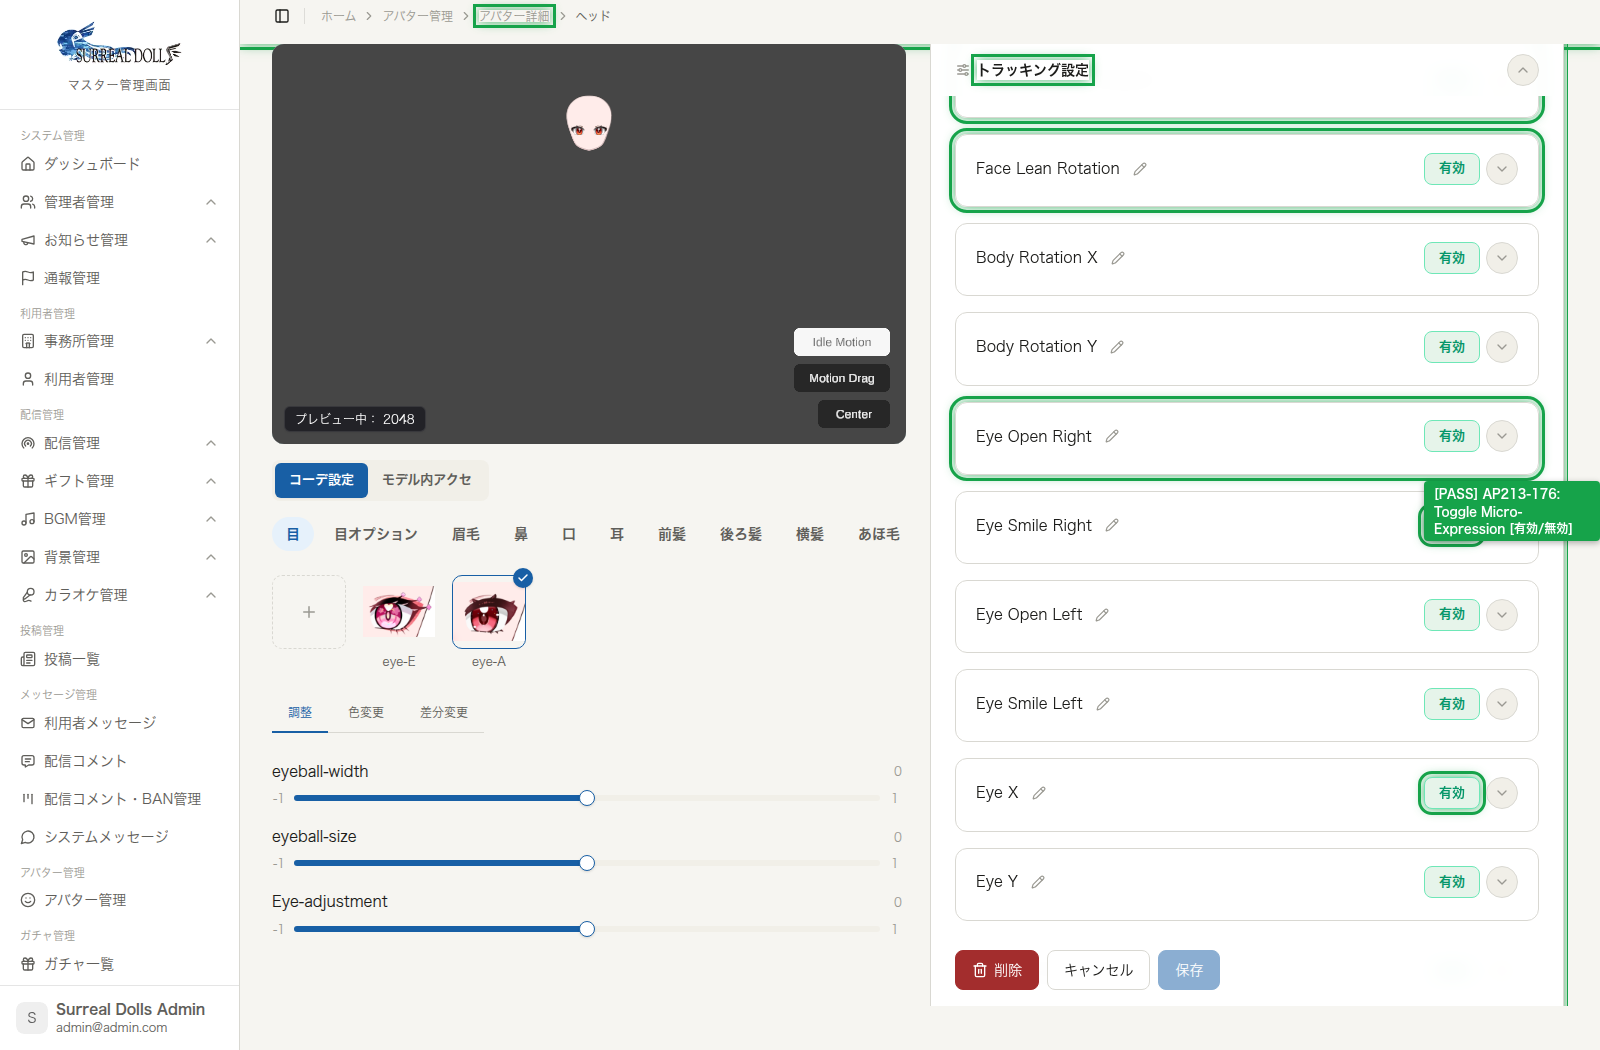 SURREAL DOLL
マスター管理画面
システム管理
ダッシュボード
管理者管理
お知らせ管理
通報管理
利用者管理
事務所管理
利用者管理
配信管理
配信管理
ギフト管理
BGM管理
背景管理
カラオケ管理
投稿管理
投稿一覧
メッセージ管理
利用者メッセージ
配信コメント
配信コメント・BAN管理
システムメッセージ
アバター管理
アバター管理
ガチャ管理
ガチャ一覧
S
Surreal Dolls Admin
admin@admin.com
ホーム
アバター管理
アバター詳細
ヘッド
Idle Motion
Motion Drag
Center
プレビュー中： 2048
コーデ設定
モデル内アクセ
目
目オプション
眉毛
鼻
口
耳
前髪
後ろ髪
横髪
あほ毛
eye-E
eye-A
調整
色変更
差分変更
eyeball-width
0
-1
1
eyeball-size
0
-1
1
Eye-adjustment
0
-1
1
トラッキング設定
Face Lean Rotation
有効
Body Rotation X
有効
Body Rotation Y
有効
Eye Open Right
有効
[PASS] AP213-176:
Toggle Micro-
Expression [有効/無効]
Eye Smile Right
Eye Open Left
有効
Eye Smile Left
有効
Eye X
有効
Eye Y
有効
削除
キャンセル
保存